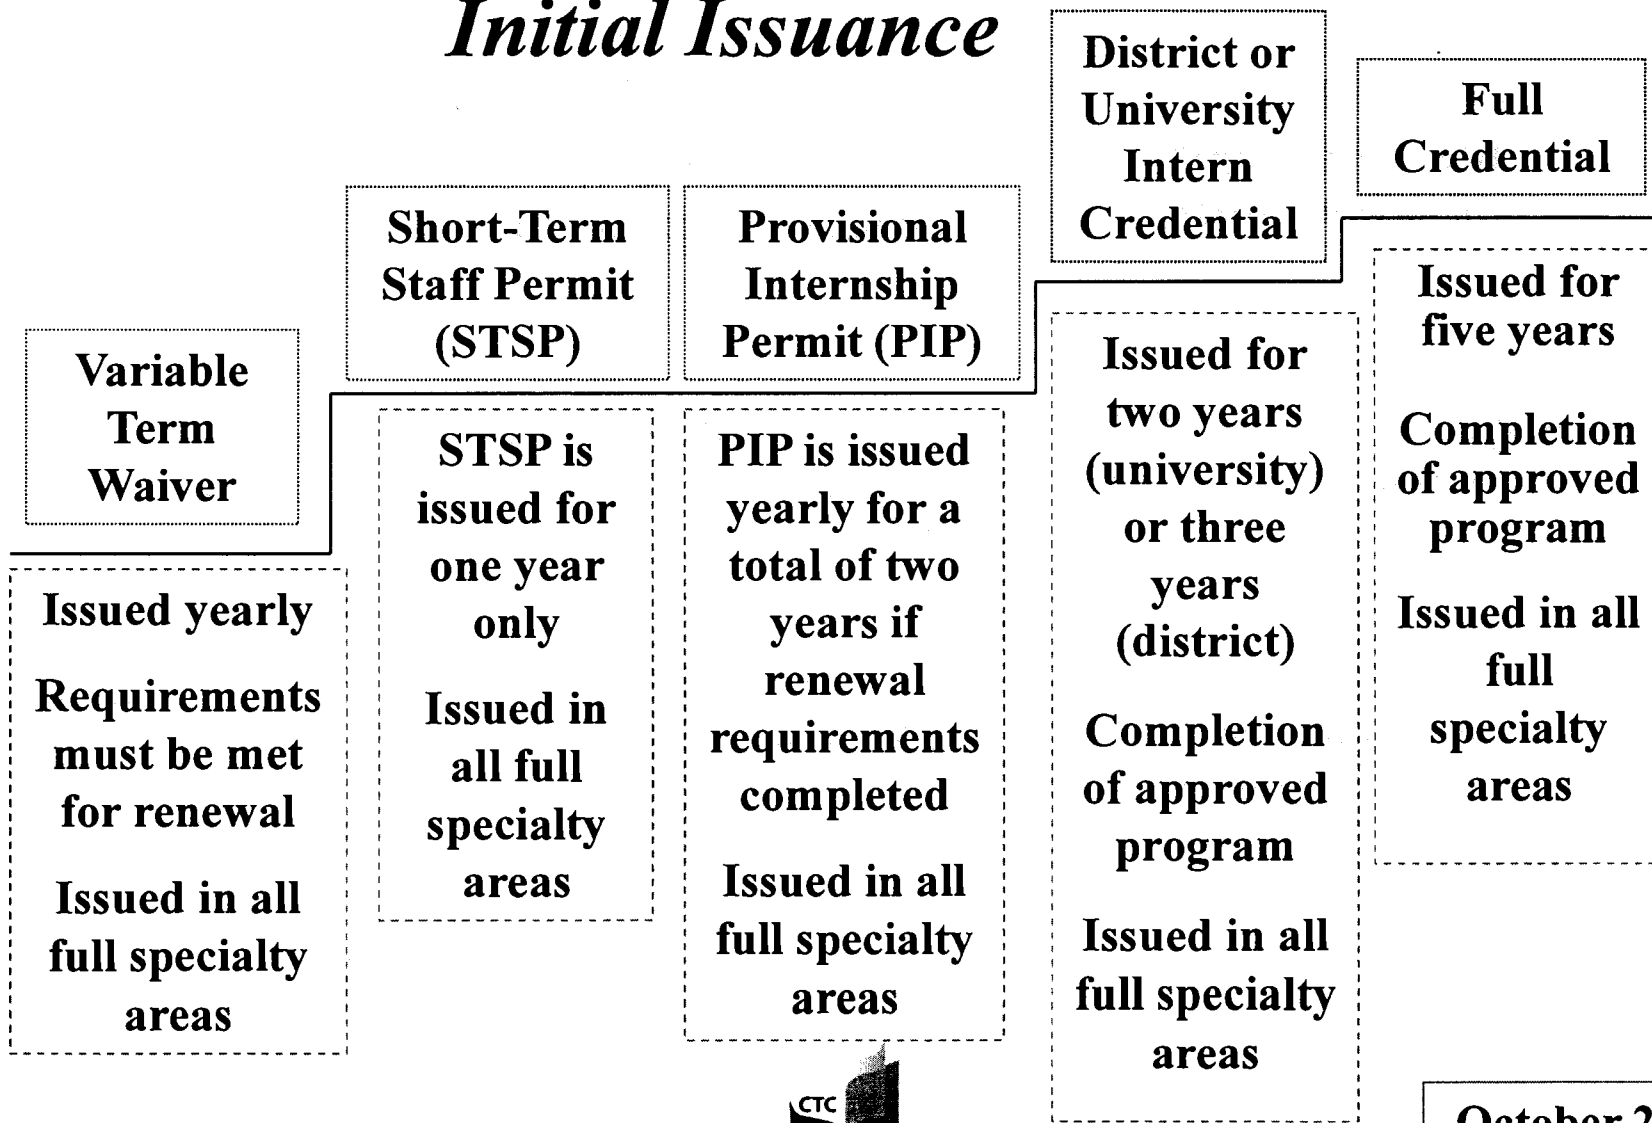 Initial Issuance
Variable
Term
Waiver
Issued yearly
Requirements
must be met
for renewal
Issued in all
full specialty
areas
Short-Term
Staff Permit
(STSP)
STSP is
issued for
one year
only
Issued in
all full
specialty
areas
Provisional
Internship
Permit (PIP)
PIP is issued
yearly for a
total of two
years if
renewal
requirements
completed
Issued in all
full specialty
areas
District or
University
Intern
Credential
Issued for
two years
(university)
or three
years
(district)
Completion
of approved
program
Issued in all
full specialty
areas
Full
Credential
Issued for
five years
Completion
of approved
program
Issued in all
full
specialty
areas
CTC
October 2